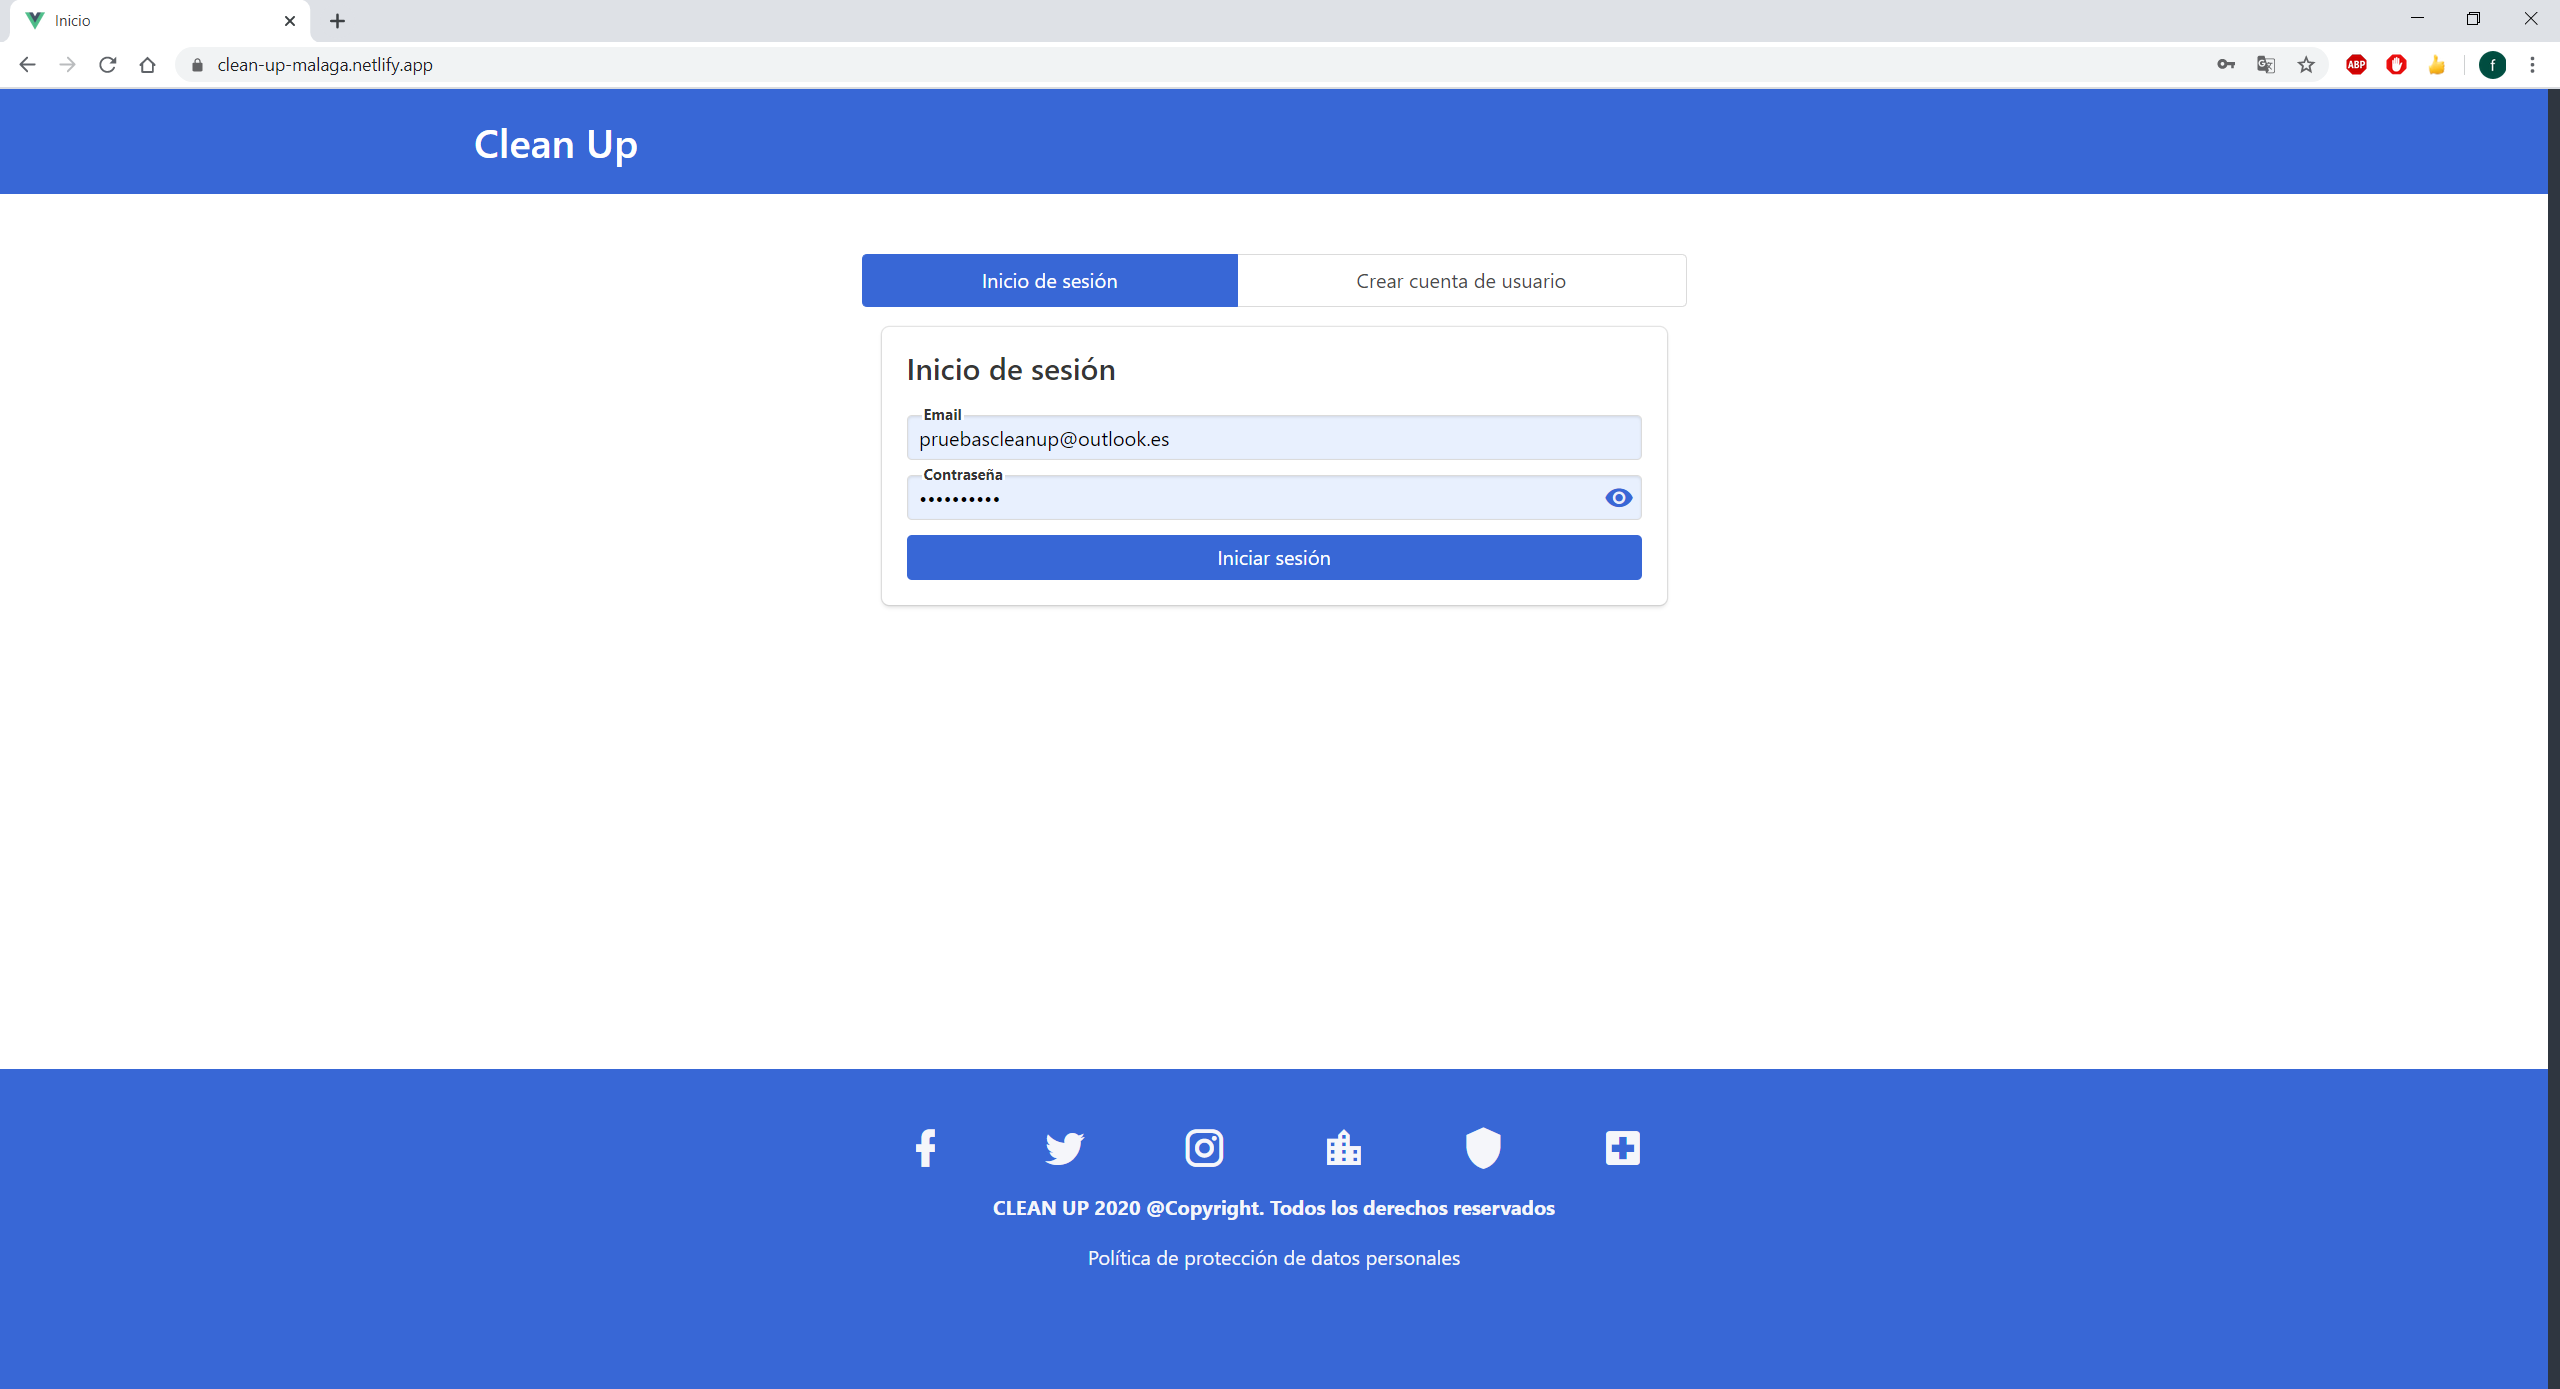 Inicio
clean-up-malaga.netlify.app
ABP
f
Clean Up
Inicio de sesión
Crear cuenta de usuario
Inicio de sesión
Email
pruebascleanup@outlook.es
Contraseña
••••••••••
Iniciar sesión
CLEAN UP 2020 @Copyright. Todos los derechos reservados
Política de protección de datos personales